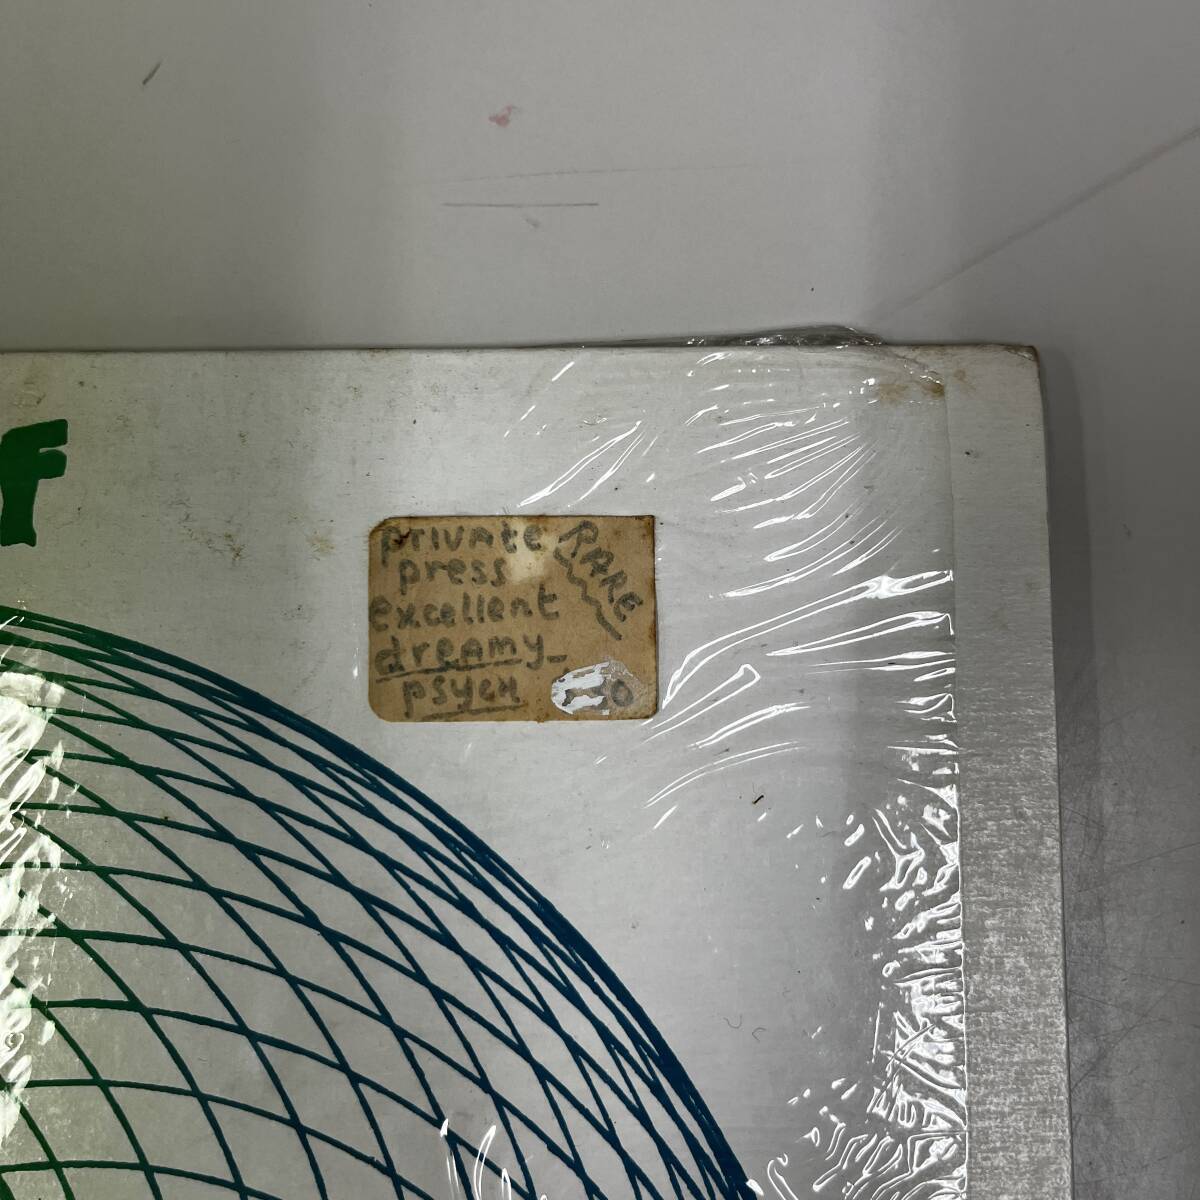 f
private
press
excellent
dreamy
psych
RARE